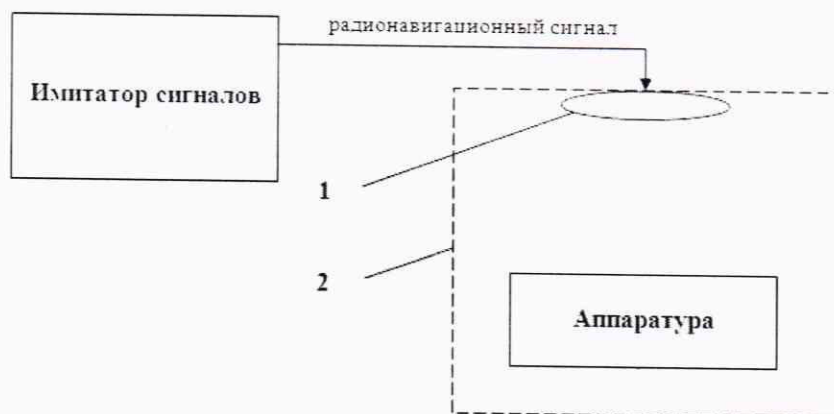 радионавигационный сигнал
Имитатор сигналов
1
2
Аппаратура